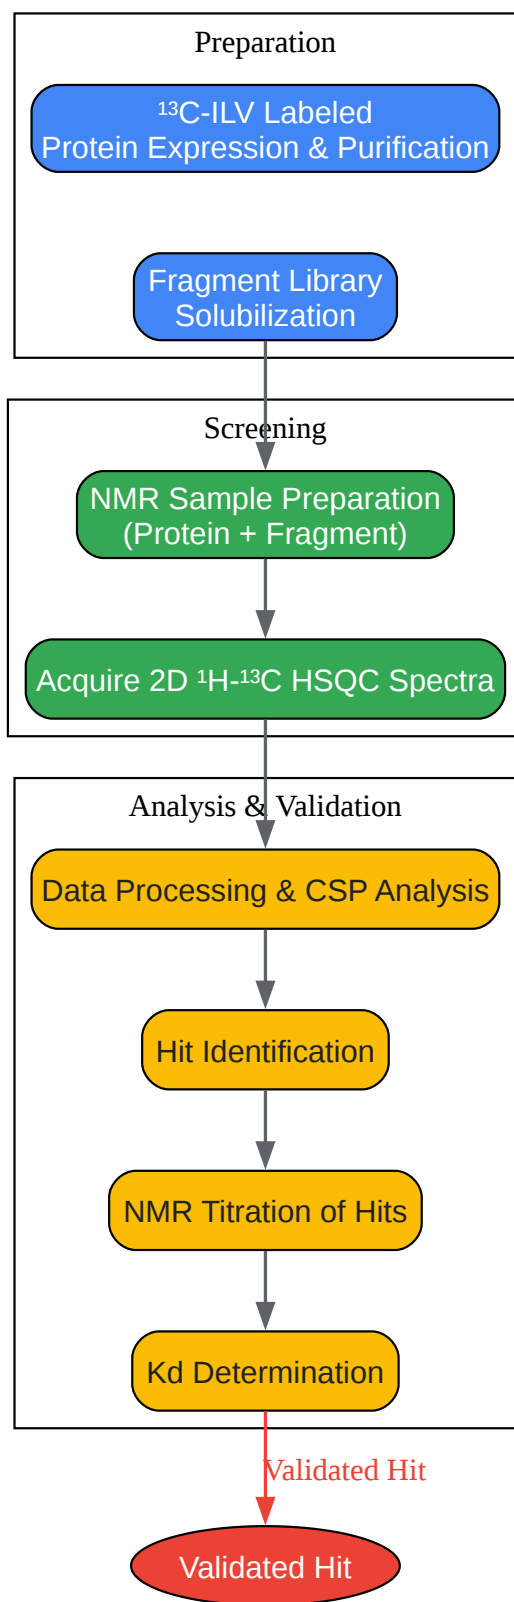 Preparation
¹³C-ILV Labeled
Protein Expression & Purification
Fragment Library
Solubilization
Screening
NMR Sample Preparation
(Protein + Fragment)
Acquire 2D ¹H-¹³C HSQC Spectra
Analysis & Validation
Data Processing & CSP Analysis
Hit Identification
NMR Titration of Hits
Kd Determination
Validated Hit
Validated Hit